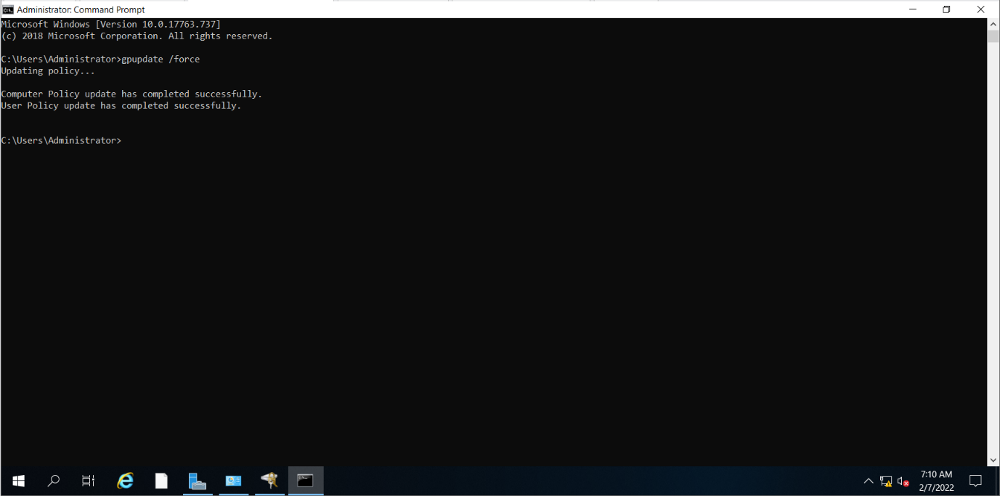 Administrator: Command Prompt
Microsoft Windows [Version 10.0.17763.737]
(c) 2018 Microsoft Corporation. All rights reserved.
C:\Users\Administrator>gpupdate /force
Updating policy...
Computer Policy update has completed successfully.
User Policy update has completed successfully.
C:\Users\Administrator>
7:10 AM
2/7/2022